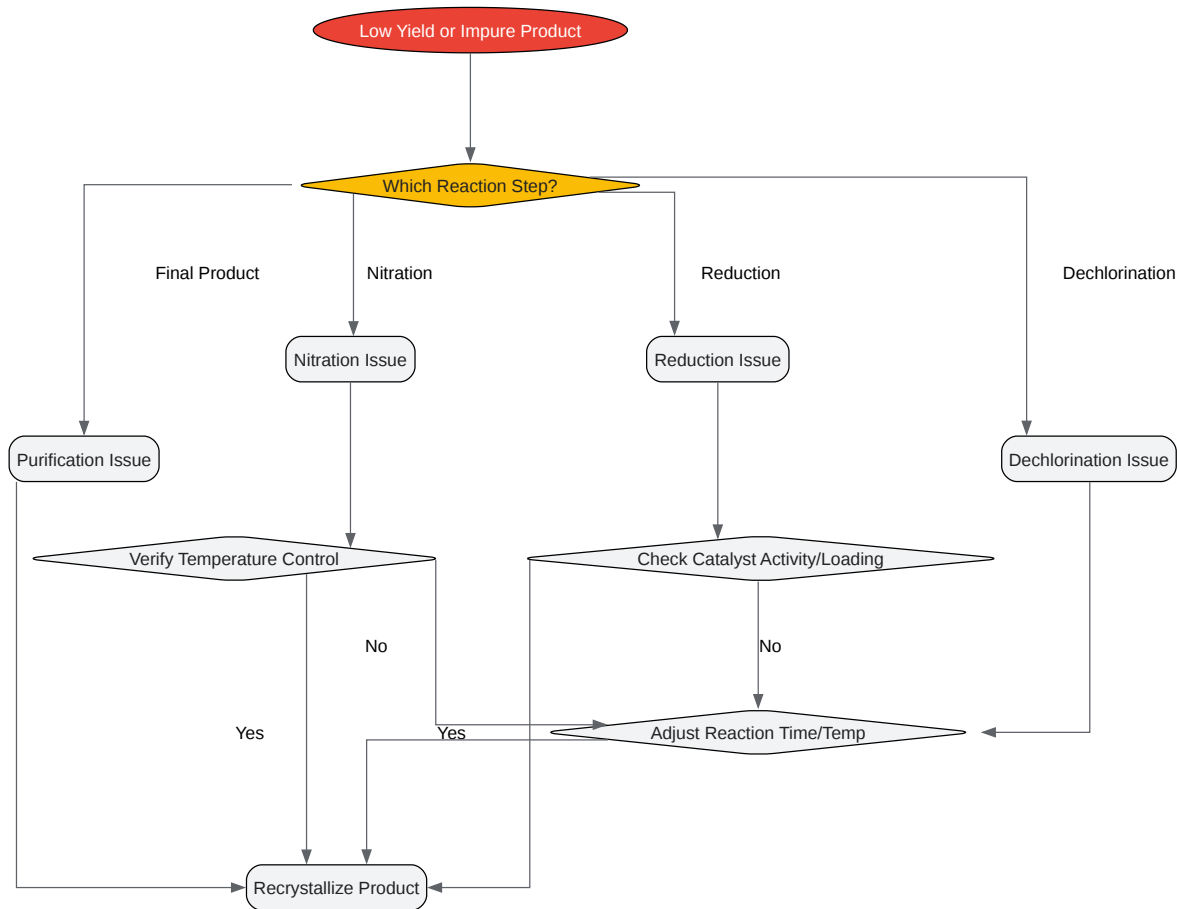 Low Yield or Impure Product
Which Reaction Step?
Final Product
Nitration
Reduction
Dechlorination
Nitration Issue
Reduction Issue
Purification Issue
Dechlorination Issue
Verify Temperature Control
Check Catalyst Activity/Loading
No
No
Yes
Yes
Adjust Reaction Time/Temp
Recrystallize Product